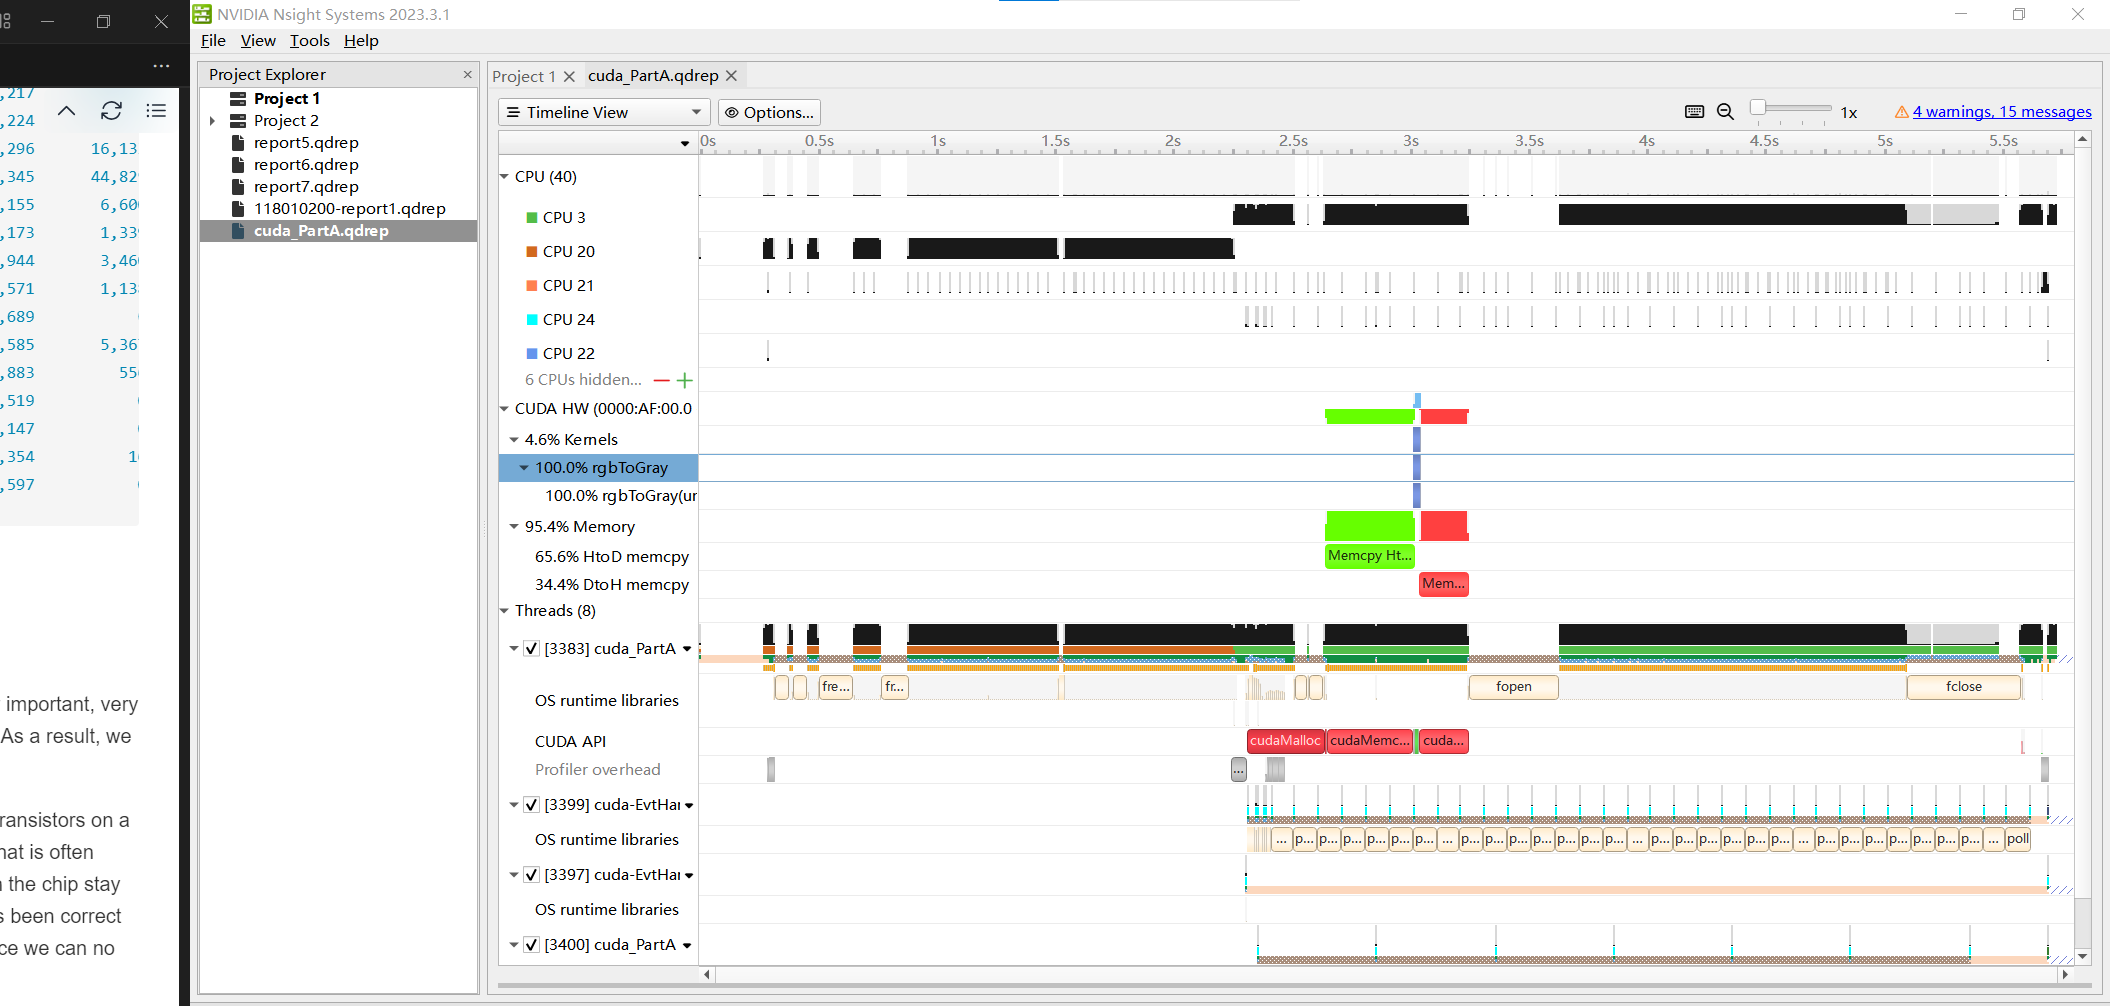 ,217
,224
,296 16,13
,345 44,82
,155 6,60
,173 1,33
,944 3,46
,571 1,13
,689
,585 5,36
,883 55
,519
,147
,354 1
,597
important, very
As a result, we
ransistors on a
nat is often
the chip stay
s been correct
ce we can no
NVIDIA Nsight Systems 2023.3.1
File View Tools Help
Project Explorer
Project 1
Project 2
report5.qdrep
report6.qdrep
report7.qdrep
118010200-report1.qdrep
cuda_PartA.qdrep
Project 1 cuda_PartA.qdrep
Timeline View Options... 1x 4 warnings, 15 messages
0s 0.5s 1s 1.5s 2s 2.5s 3s 3.5s 4s 4.5s 5s 5.5s
CPU (40)
CPU 3
CPU 20
CPU 21
CPU 24
CPU 22
6 CPUs hidden...
CUDA HW (0000:AF:00.0
4.6% Kernels
100.0% rgbToGray
100.0% rgbToGray(ur
95.4% Memory
65.6% HtoD memcpy Memcpy Ht...
34.4% DtoH memcpy Mem...
Threads (8)
[3383] cuda_PartA
OS runtime libraries fre... fr... fopen fclose
CUDA API cudaMalloc cudaMemc... cuda...
Profiler overhead ...
[3399] cuda-EvtHar
OS runtime libraries ... p... p... p... p... p... p... ... p... p... p... p... p... p... p... ... p... p... p... p... p... p... ... p... p... p... p... p... p... p... ... poll
[3397] cuda-EvtHar
OS runtime libraries
[3400] cuda_PartA